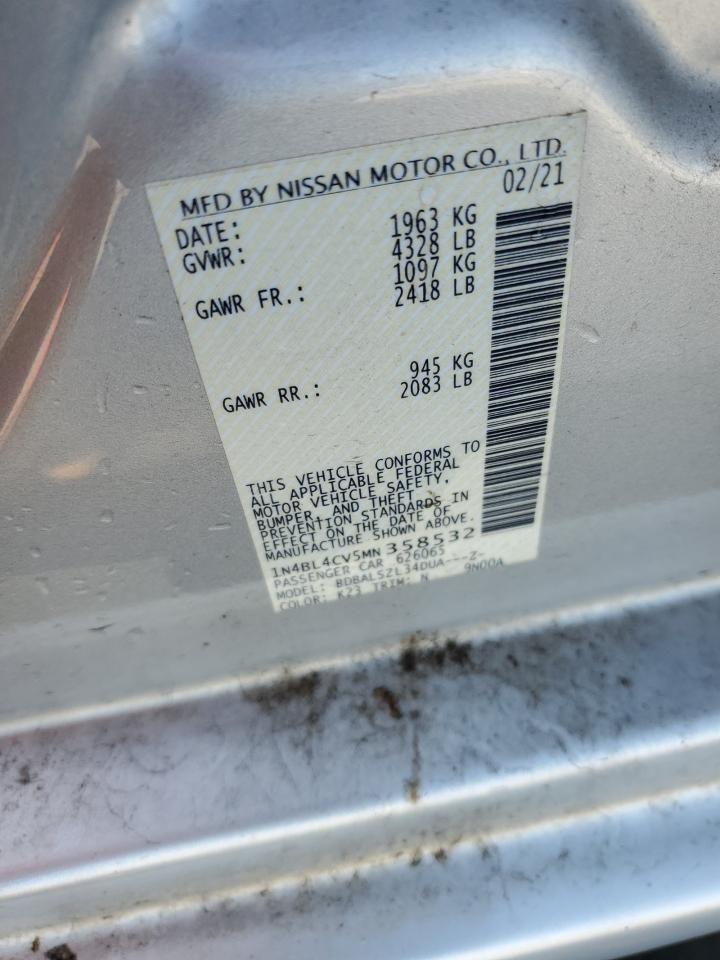 MFD BY NISSAN MOTOR CO., LTD.
DATE: 02/21
GVWR: 1963 KG
4328 LB
GAWR FR.: 1097 KG
2418 LB
GAWR RR.: 945 KG
2083 LB
THIS VEHICLE CONFORMS TO
ALL APPLICABLE FEDERAL
MOTOR VEHICLE SAFETY,
BUMPER, AND THEFT
PREVENTION STANDARDS IN
EFFECT ON THE DATE OF
MANUFACTURE SHOWN ABOVE.
1N4BL4CV5MN358532
PASSENGER CAR 626065
MODEL: BDBALSZL34DUA---Z-
COLOR: K23 TRIM: N 9N00A